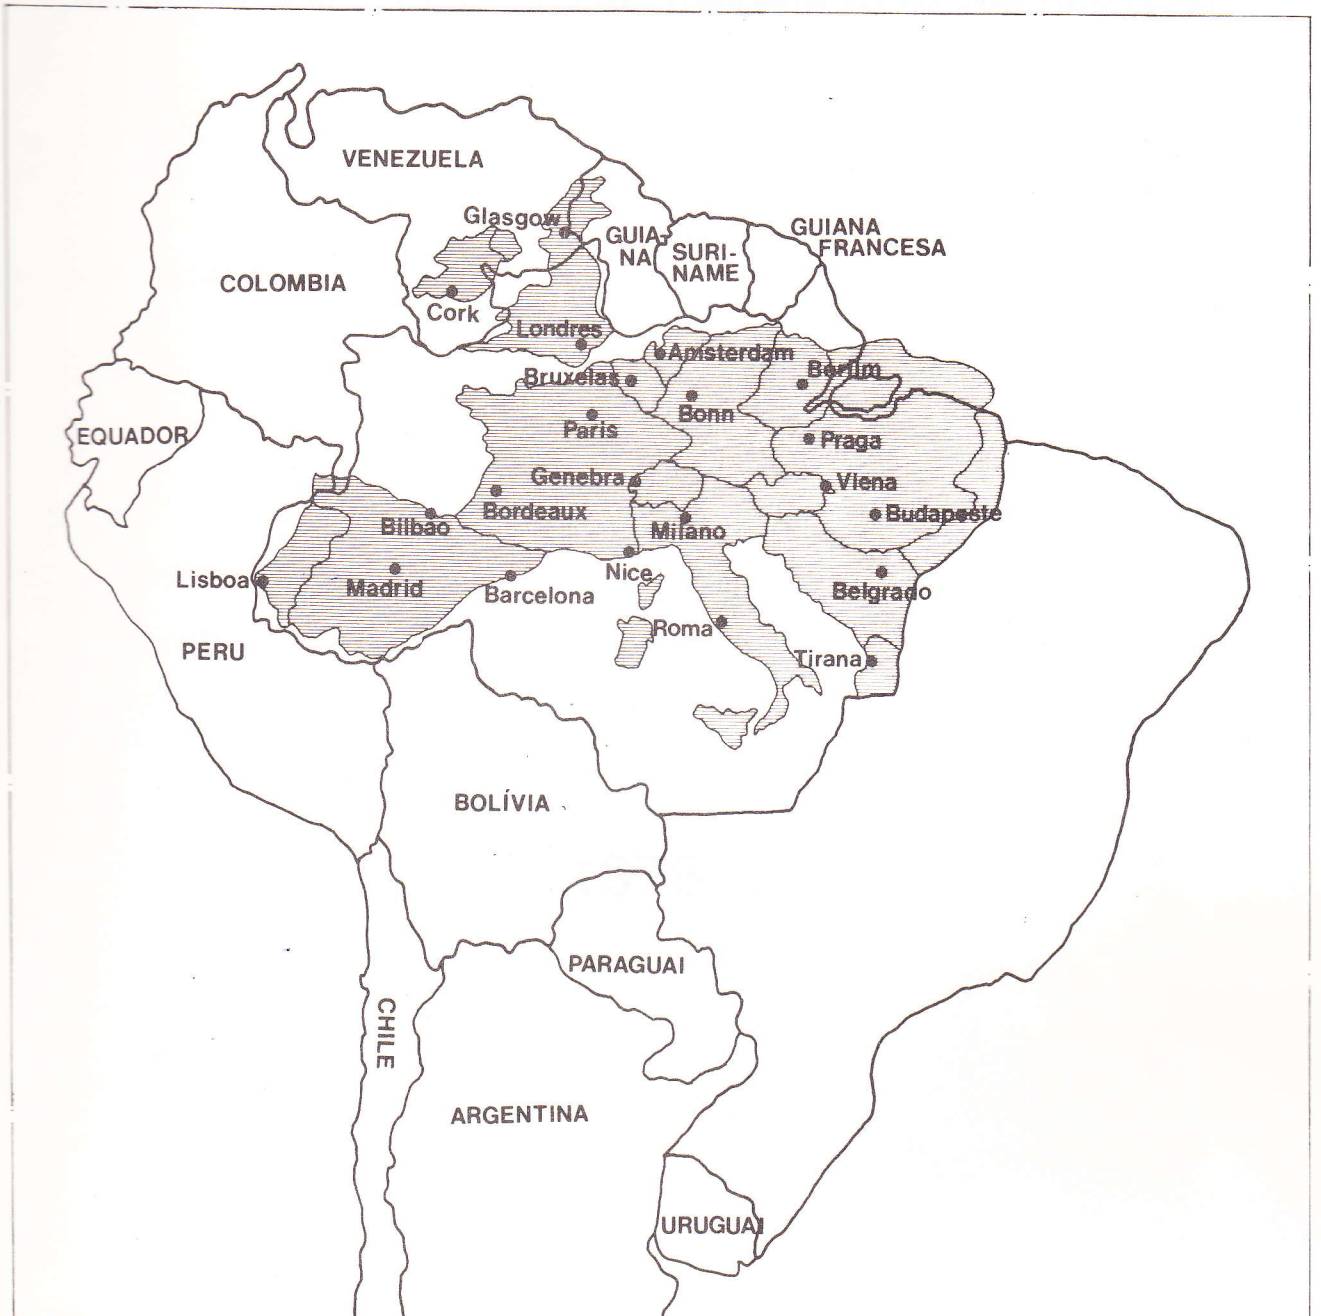 VENEZUELA
Glasgow
GUIANA
FRANCESA
GUIA-
NA
SURI-
NAME
COLOMBIA
Cork
Londres
Amsterdam
Berlim
Bruxelas
Bonn
Paris
EQUADOR
Praga
Genebra
Viena
Bordeaux
Budapeste
Bilbao
Milano
Nice
Lisboa
Madrid
Barcelona
Belgrado
Roma
PERU
Tirana
BOLÍVIA
PARAGUAI
CHILE
ARGENTINA
URUGUAI